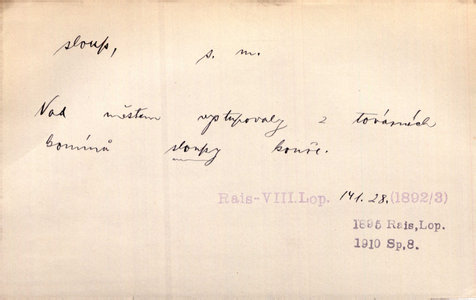 sloup, s. m.
Nad městem vystupovaly z továrních
komínů sloupy kouře.
Rais-VIII.Lop. 141.28.(1892/3)
1895 Rais,Lop.
1910 Sp,8.